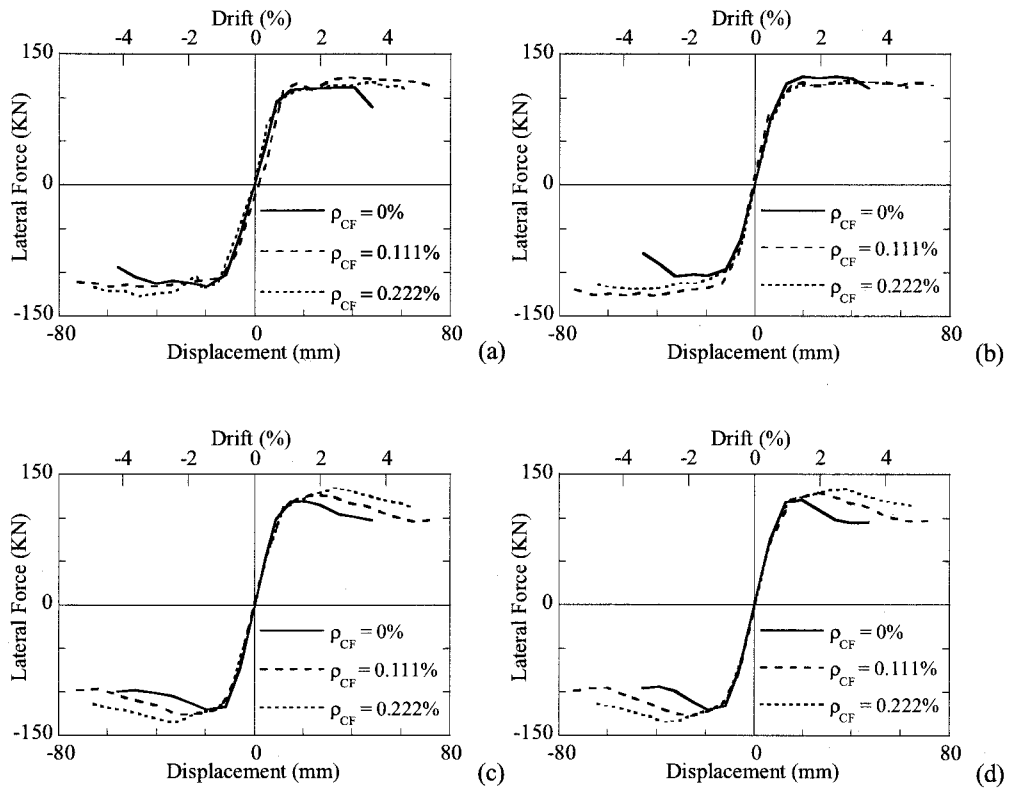 Drift (%)
-4 -2 0 2 4
150
0
-150
Lateral Force (KN)
ρCF = 0%
ρCF = 0.111%
ρCF = 0.222%
-80 0 80
Displacement (mm)
(a)
Drift (%)
-4 -2 0 2 4
150
0
-150
Lateral Force (KN)
ρCF = 0%
ρCF = 0.111%
ρCF = 0.222%
-80 0 80
Displacement (mm)
(b)
Drift (%)
-4 -2 0 2 4
150
0
-150
Lateral Force (KN)
ρCF = 0%
ρCF = 0.111%
ρCF = 0.222%
-80 0 80
Displacement (mm)
(c)
Drift (%)
-4 -2 0 2 4
150
0
-150
Lateral Force (KN)
ρCF = 0%
ρCF = 0.111%
ρCF = 0.222%
-80 0 80
Displacement (mm)
(d)